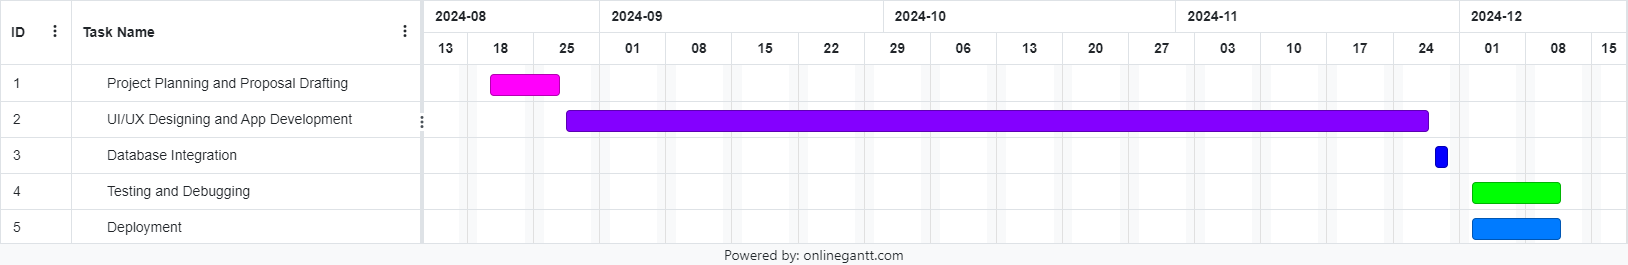 ID Task Name 2024-08 2024-09 2024-10 2024-11 2024-12
13 18 25 01 08 15 22 29 06 13 20 27 03 10 17 24 01 08 15
1 Project Planning and Proposal Drafting
2 UI/UX Designing and App Development
3 Database Integration
4 Testing and Debugging
5 Deployment
Powered by: onlinegantt.com